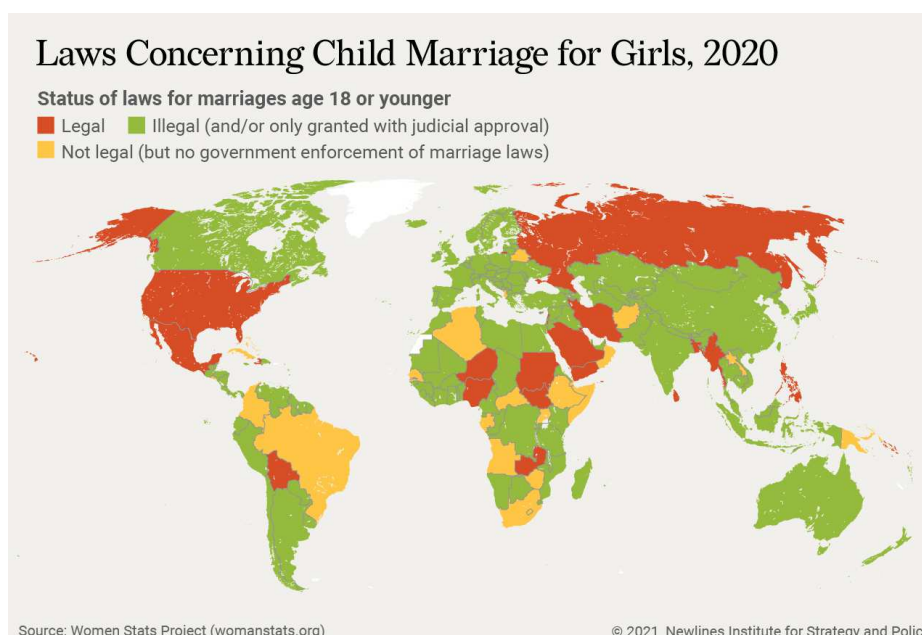 Laws Concerning Child Marriage for Girls, 2020
Status of laws for marriages age 18 or younger
Legal Illegal (and/or only granted with judicial approval)
Not legal (but no government enforcement of marriage laws)
Source: Women Stats Project (womanstats.org) © 2021, Newlines Institute for Strategy and Polic